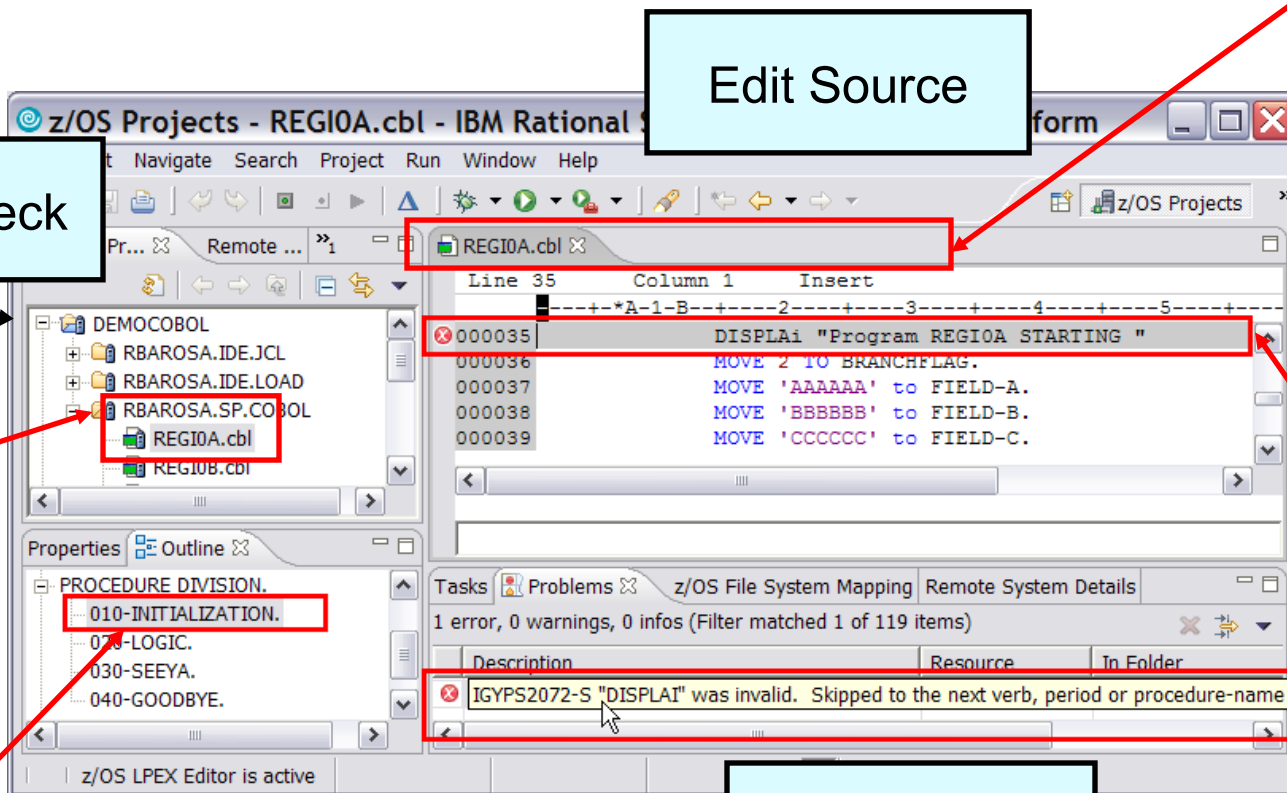 Edit Source
z/OS Projects - REGI0A.cbl - IBM Rational
form
Navigate Search Project Run Window Help
z/OS Projects
Pr... Remote ... »1
REGI0A.cbl
Line 35 Column 1 Insert
----+-*A-1-B--+----2----+----3----+----4----+----5----+----
DEMOCOBOL
RBAROSA.IDE.JCL
RBAROSA.IDE.LOAD
RBAROSA.SP.COBOL
REGI0A.cbl
REGI0B.cbl
000035 DISPLAi "Program REGI0A STARTING "
000036 MOVE 2 TO BRANCHFLAG.
000037 MOVE 'AAAAAA' to FIELD-A.
000038 MOVE 'BBBBBB' to FIELD-B.
000039 MOVE 'CCCCCC' to FIELD-C.
Properties Outline
PROCEDURE DIVISION.
010-INITIALIZATION.
020-LOGIC.
030-SEEYA.
040-GOODBYE.
Tasks Problems z/OS File System Mapping Remote System Details
1 error, 0 warnings, 0 infos (Filter matched 1 of 119 items)
Description Resource In Folder
IGYPS2072-S "DISPLAI" was invalid. Skipped to the next verb, period or procedure-name
z/OS LPEX Editor is active